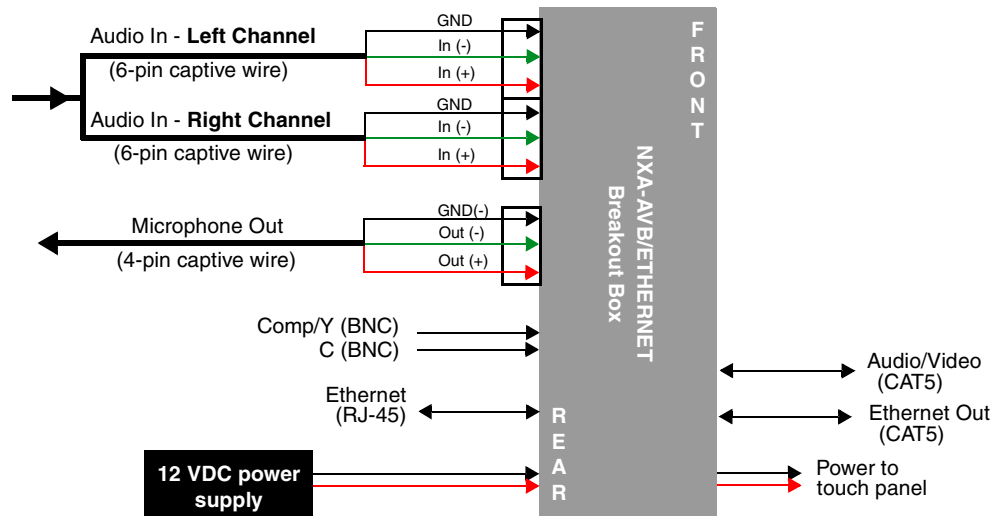 Audio In - Left Channel
(6-pin captive wire)
GND
In (-)
In (+)
Audio In - Right Channel
(6-pin captive wire)
GND
In (-)
In (+)
Microphone Out
(4-pin captive wire)
GND(-)
Out (-)
Out (+)
Comp/Y (BNC)
C (BNC)
Ethernet
(RJ-45)
12 VDC power
supply
REAR
NXA-AVB/ETHERNET
Breakout Box
FRONT
Audio/Video
(CAT5)
Ethernet Out
(CAT5)
Power to
touch panel